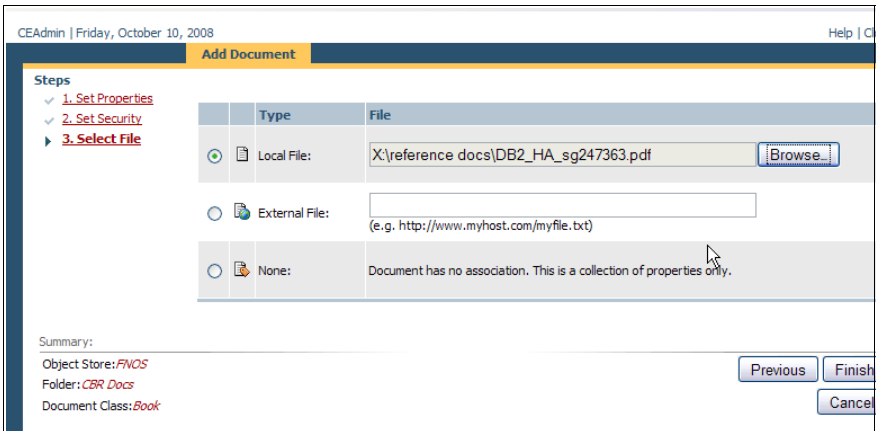 CEAdmin | Friday, October 10, 2008
Help |
Add Document
Steps
1. Set Properties
2. Set Security
3. Select File
Type File
Local File: X:\reference docs\DB2_HA_sg247363.pdf Browse...
External File:
(e.g. http://www.myhost.com/myfile.txt)
None: Document has no association. This is a collection of properties only.
Summary:
Object Store:FNOS
Folder:CBR Docs
Document Class:Book
Previous Finish
Cancel